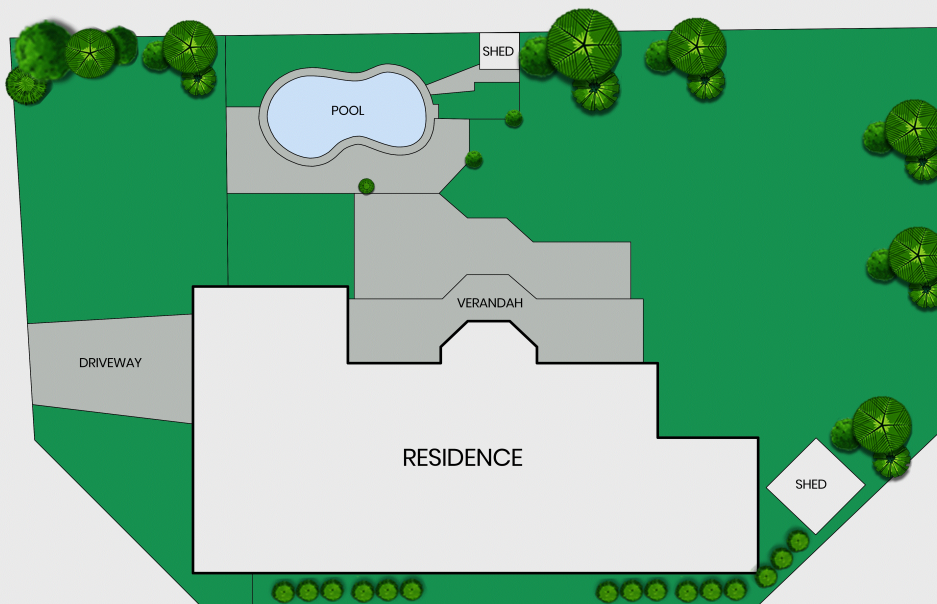 SHED
POOL
VERANDAH
DRIVEWAY
RESIDENCE
SHED